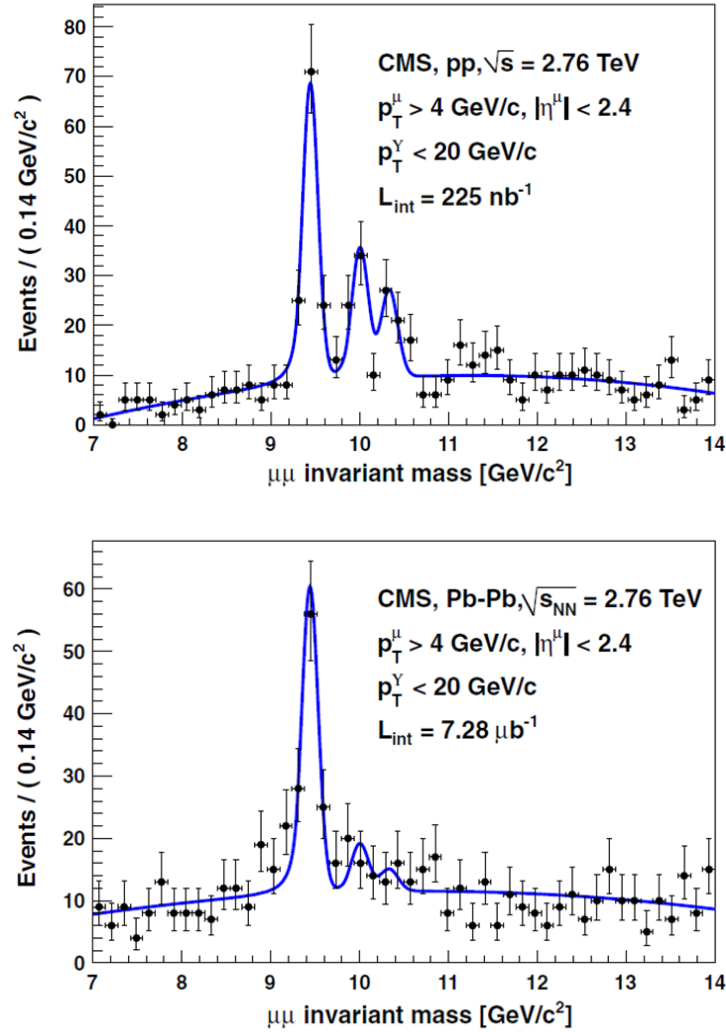 CMS, pp, √s = 2.76 TeV
p_T^μ > 4 GeV/c, |η^μ| < 2.4
p_T^Υ < 20 GeV/c
L_int = 225 nb⁻¹
Events / ( 0.14 GeV/c² )
80
70
60
50
40
30
20
10
0
7 8 9 10 11 12 13 14
μμ invariant mass [GeV/c²]
CMS, Pb-Pb, √s_NN = 2.76 TeV
p_T^μ > 4 GeV/c, |η^μ| < 2.4
p_T^Υ < 20 GeV/c
L_int = 7.28 μb⁻¹
Events / ( 0.14 GeV/c² )
60
50
40
30
20
10
0
7 8 9 10 11 12 13 14
μμ invariant mass [GeV/c²]